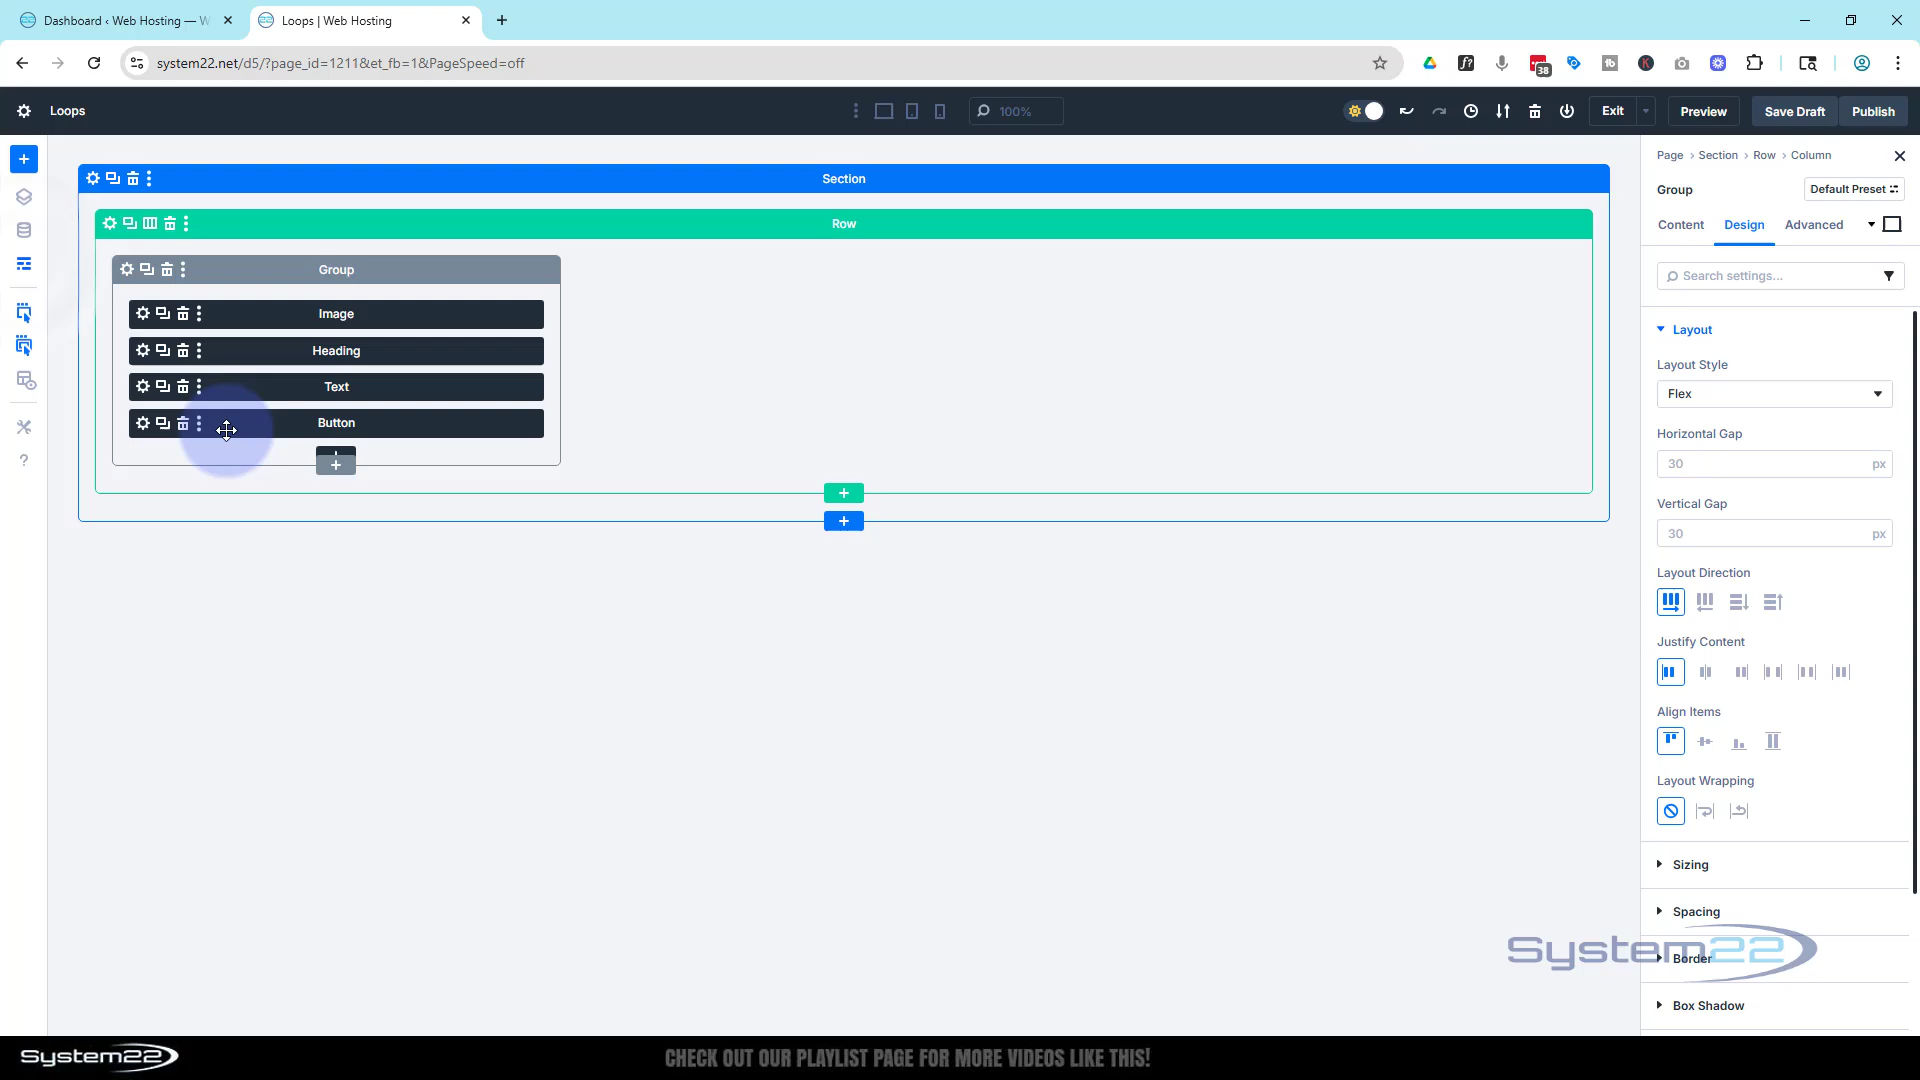 Dashboard ‹ Web Hosting — W
Loops | Web Hosting
system22.net/d5/?page_id=1211&et_fb=1&PageSpeed=off
38
Loops
100%
Exit
Preview
Save Draft
Publish
Section
Row
Group
Image
Heading
Text
Button
Page › Section › Row › Column
Group
Default Preset
Content
Design
Advanced
Search settings...
Layout
Layout Style
Flex
Horizontal Gap
30 px
Vertical Gap
30 px
Layout Direction
Justify Content
Align Items
Layout Wrapping
Sizing
Spacing
System22
Border
Box Shadow
System22
CHECK OUT OUR PLAYLIST PAGE FOR MORE VIDEOS LIKE THIS!